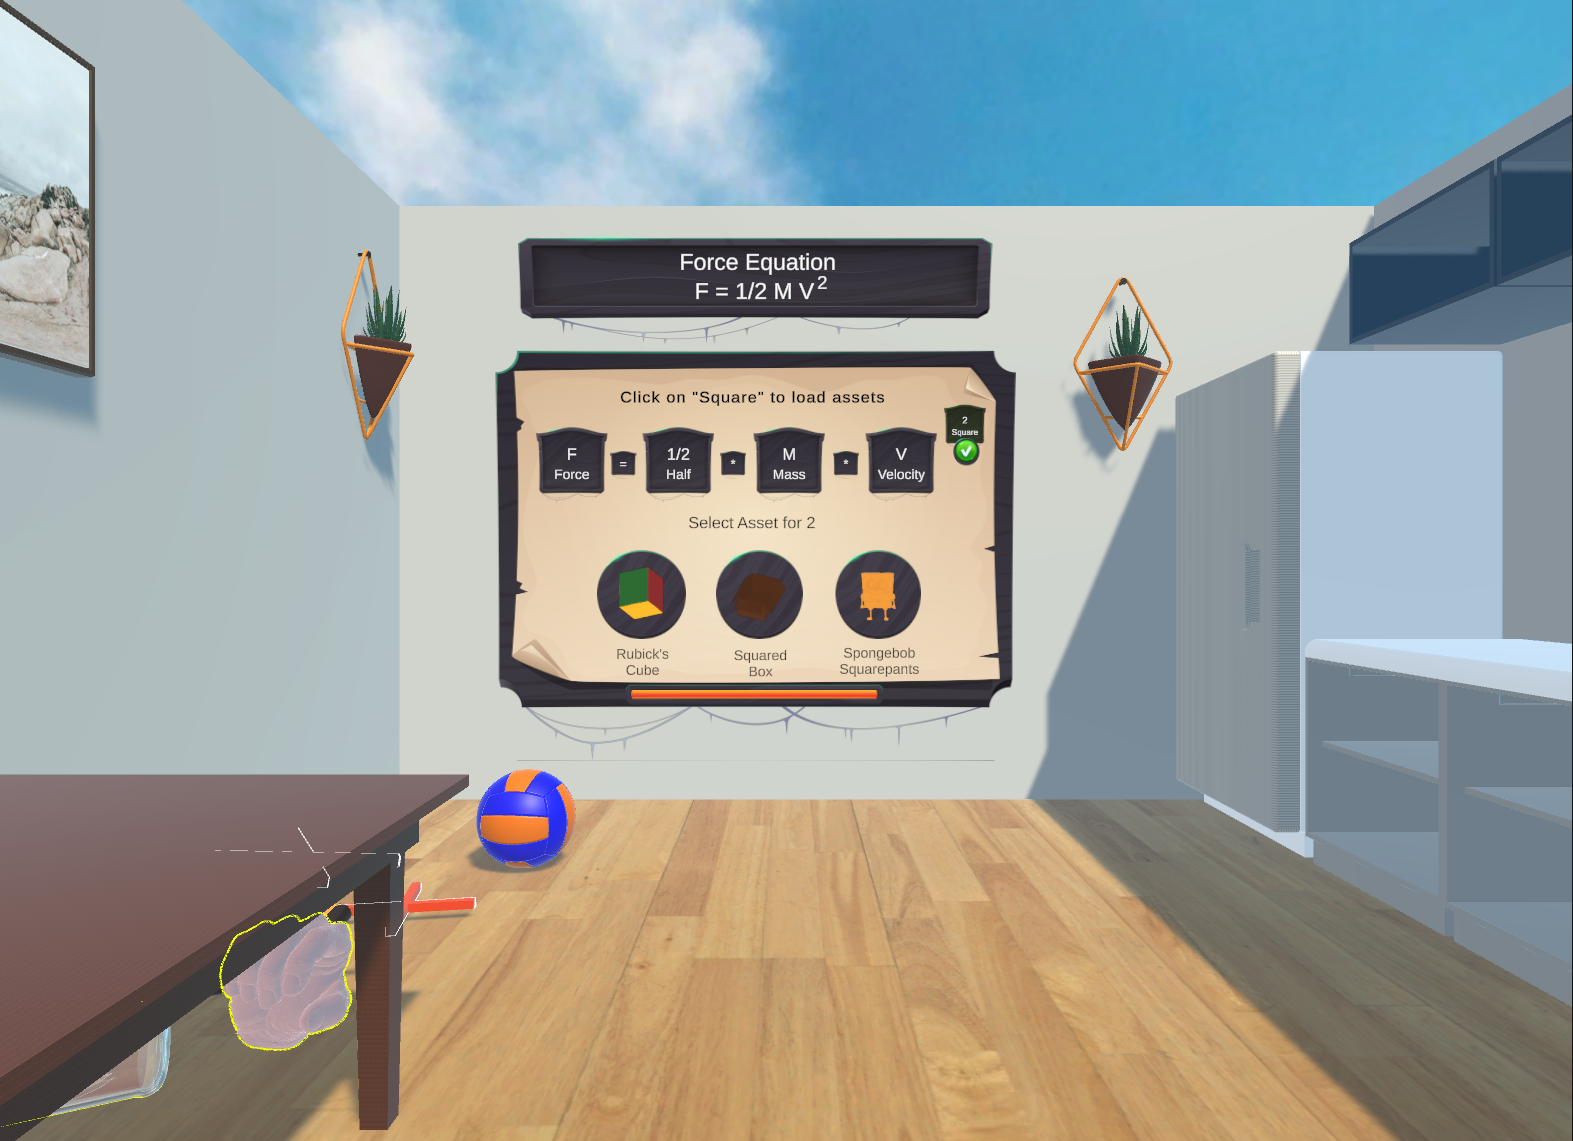 Force Equation
F = 1/2 M V²
Click on "Square" to load assets
2
Square
F
Force
=
1/2
Half
*
M
Mass
*
V
Velocity
Select Asset for 2
Rubick's
Cube
Squared
Box
Spongebob
Squarepants